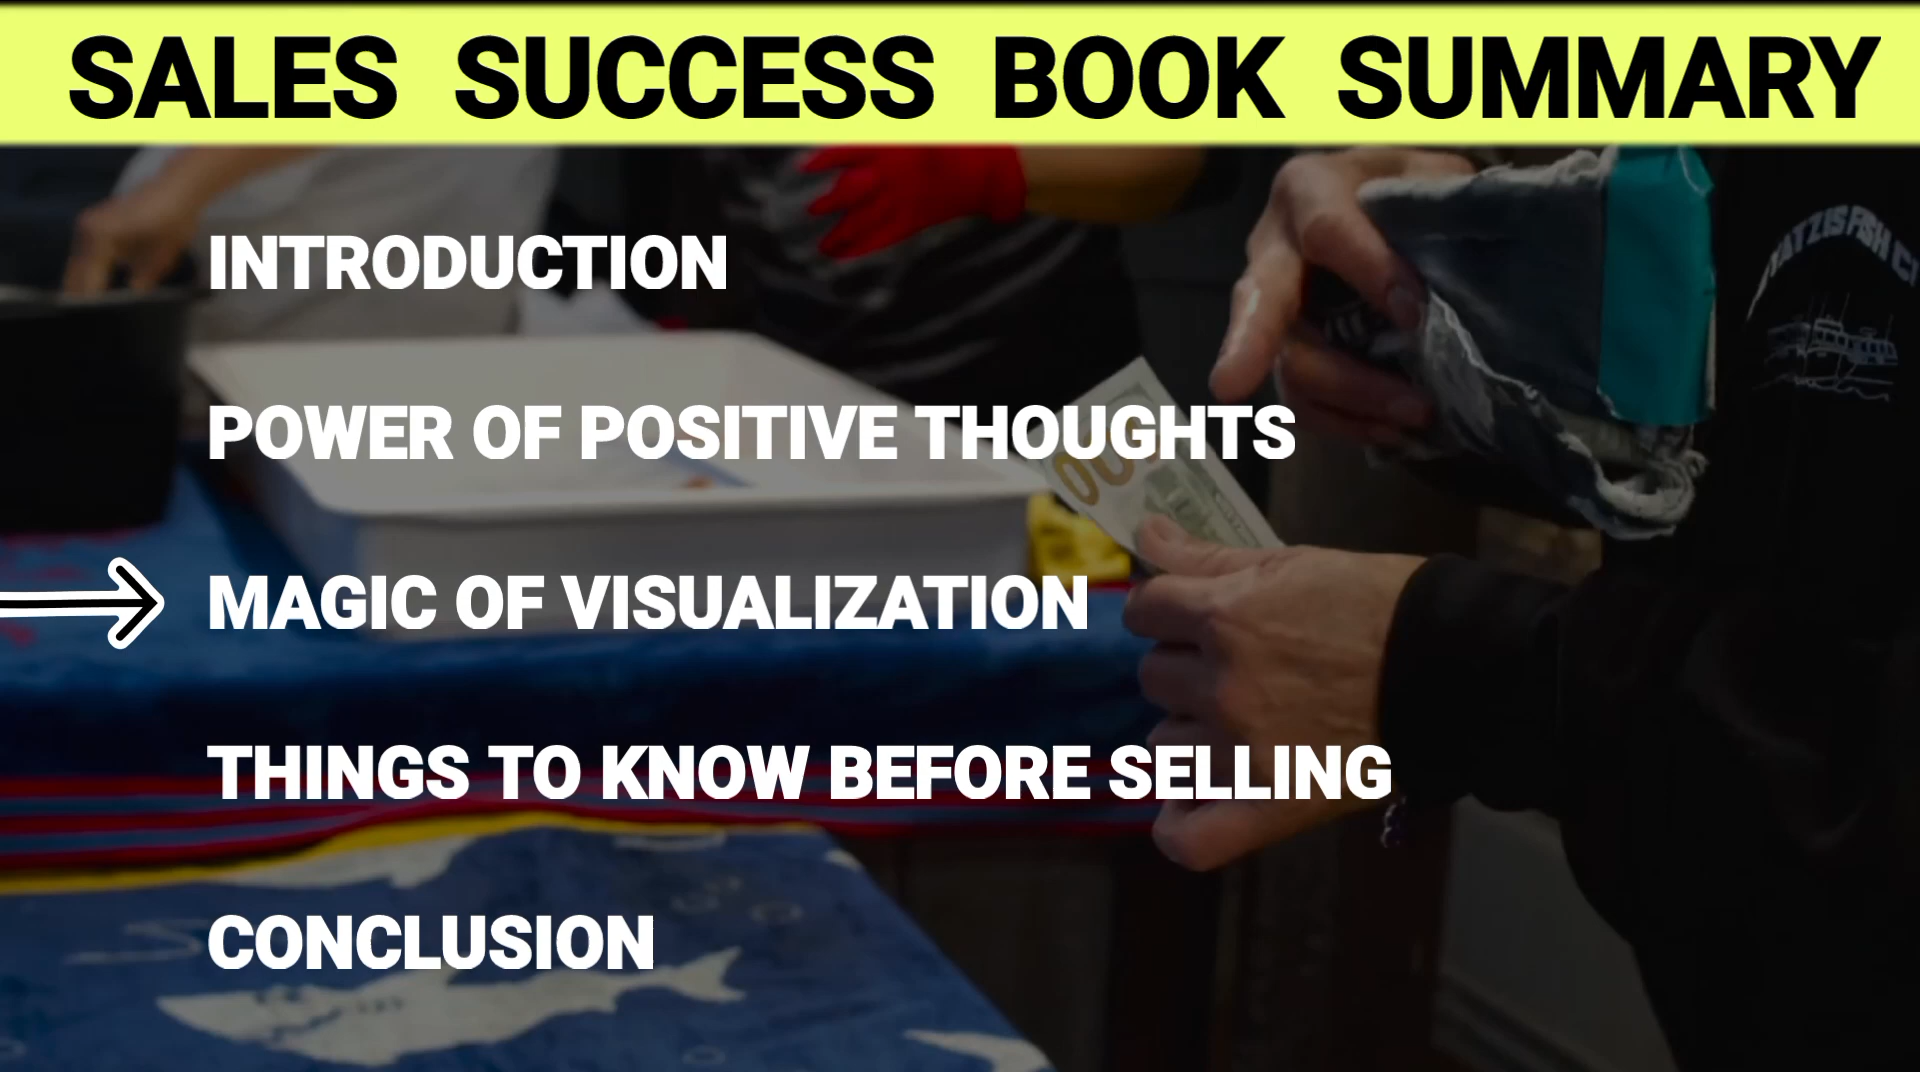 SALES SUCCESS BOOK SUMMARY
INTRODUCTION
POWER OF POSITIVE THOUGHTS
MAGIC OF VISUALIZATION
THINGS TO KNOW BEFORE SELLING
CONCLUSION